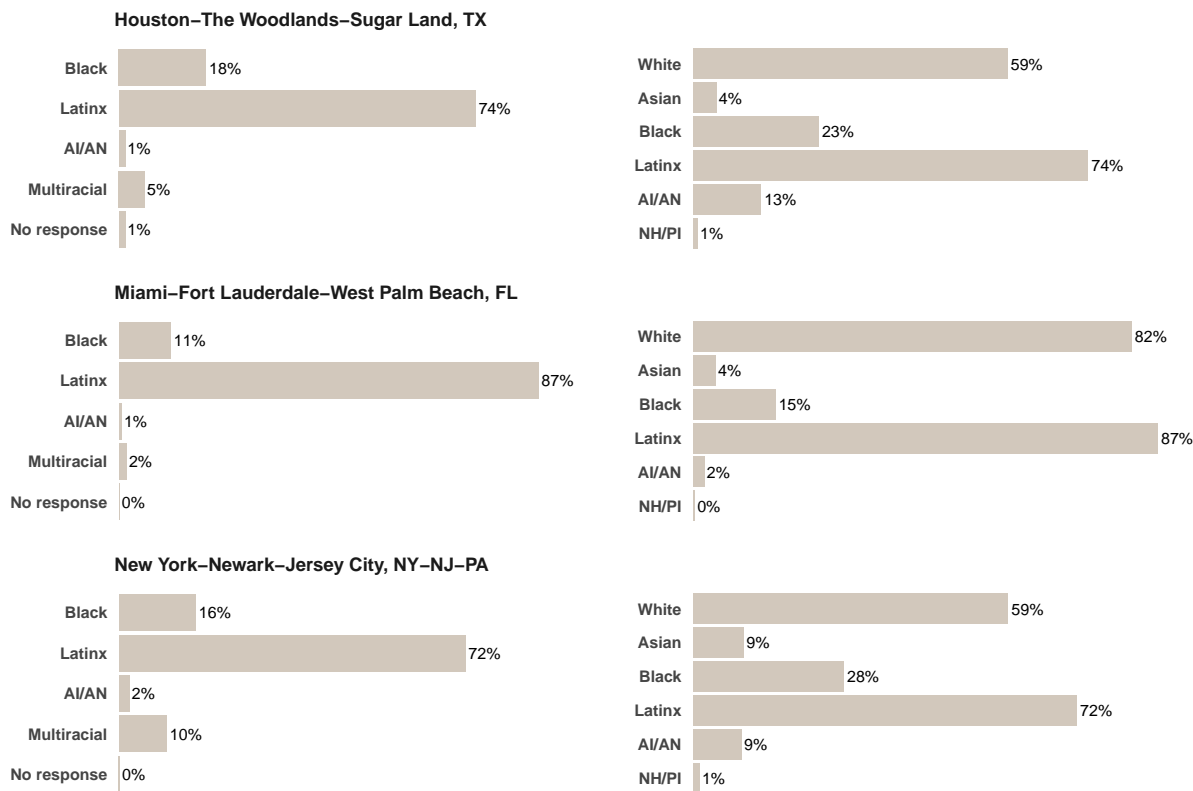 Houston–The Woodlands–Sugar Land, TX
Black 18%
Latinx 74%
AI/AN 1%
Multiracial 5%
No response 1%
White 59%
Asian 4%
Black 23%
Latinx 74%
AI/AN 13%
NH/PI 1%
Miami–Fort Lauderdale–West Palm Beach, FL
Black 11%
Latinx 87%
AI/AN 1%
Multiracial 2%
No response 0%
White 82%
Asian 4%
Black 15%
Latinx 87%
AI/AN 2%
NH/PI 0%
New York–Newark–Jersey City, NY–NJ–PA
Black 16%
Latinx 72%
AI/AN 2%
Multiracial 10%
No response 0%
White 59%
Asian 9%
Black 28%
Latinx 72%
AI/AN 9%
NH/PI 1%